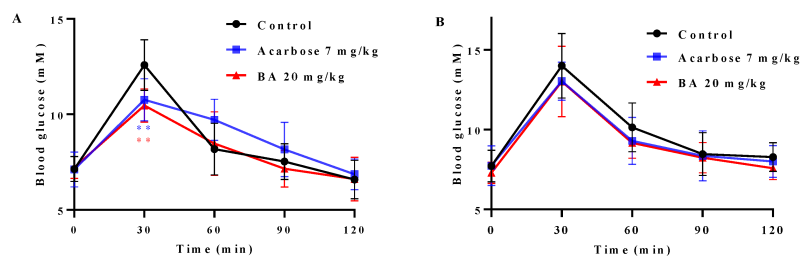 A
Control
Acarbose 7 mg/kg
BA 20 mg/kg
Blood glucose (mM)
15
10
5
**
**
0 30 60 90 120
Time (min)
B
Control
Acarbose 7 mg/kg
BA 20 mg/kg
Blood glucose (mM)
15
10
5
0 30 60 90 120
Time (min)